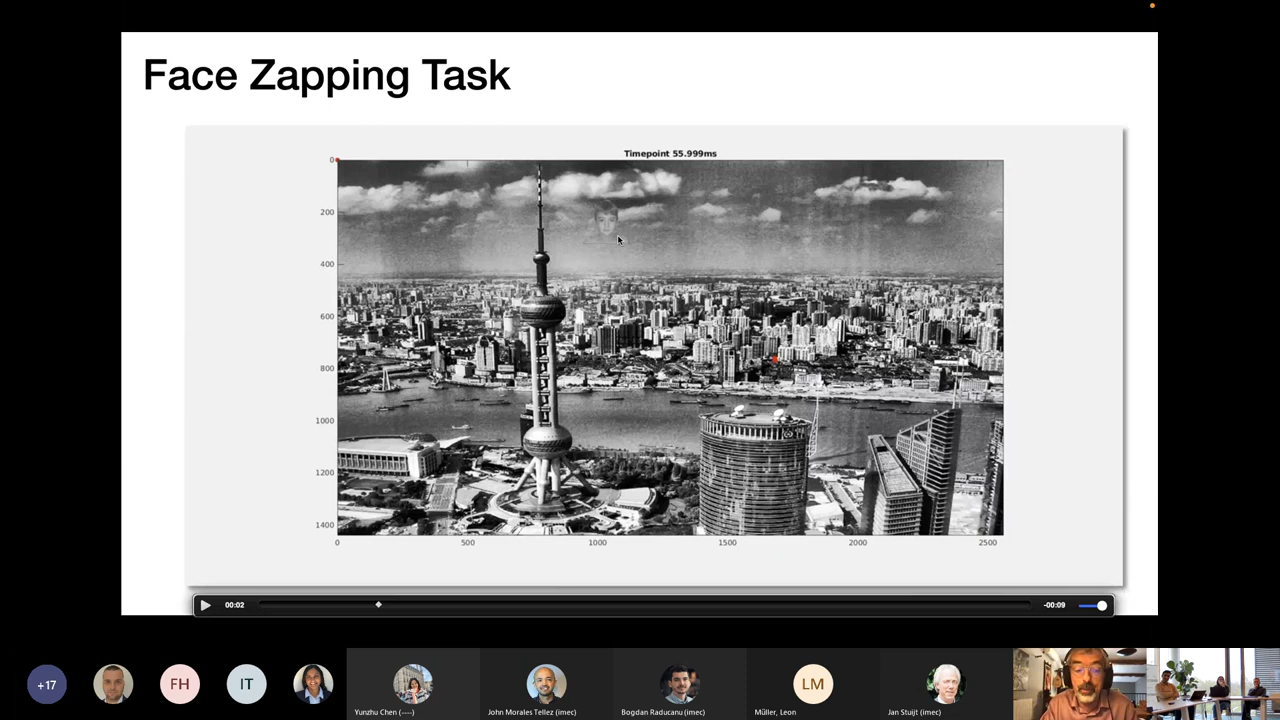 Face Zapping Task
Timepoint 55.999ms
0
200
400
600
800
1000
1200
1400
0
500
1000
1500
2000
2500
00:02
-00:09
+17
FH
IT
LM
Yunzhu Chen (----)
John Morales Tellez (imec)
Bogdan Raducanu (imec)
Müller, Leon
Jan Stuijt (imec)